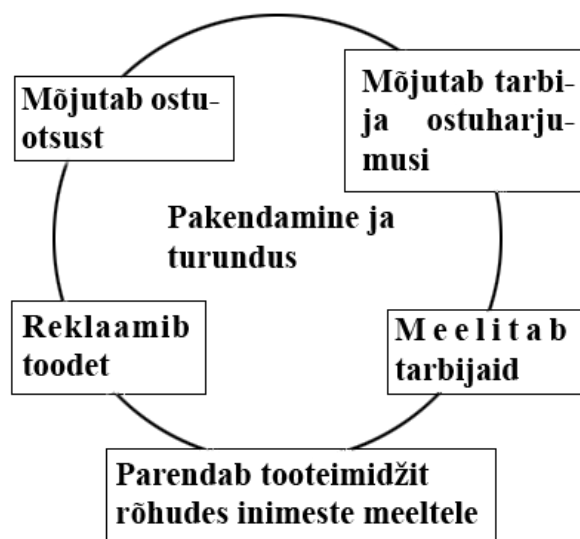 Mõjutab ostu-
otsust
Mõjutab tarbi-
ja ostuharju-
musi
Pakendamine ja
turundus
Reklaamib
toodet
Meelitab
tarbijaid
Parendab tooteimidžit
rõhudes inimeste meeltele